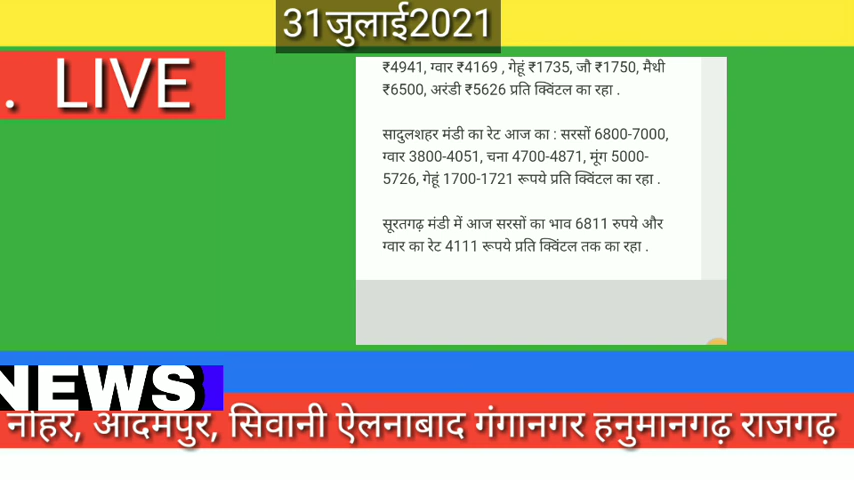 31जुलाई2021
. LIVE
₹4941, ग्वार ₹4169 , गेहूं ₹1735, जौ ₹1750, मैथी
₹6500, अरंडी ₹5626 प्रति क्विंटल का रहा .
सादुलशहर मंडी का रेट आज का : सरसों 6800-7000,
ग्वार 3800-4051, चना 4700-4871, मूंग 5000-
5726, गेहूं 1700-1721 रूपये प्रति क्विंटल का रहा .
सूरतगढ़ मंडी में आज सरसों का भाव 6811 रुपये और
ग्वार का रेट 4111 रूपये प्रति क्विंटल तक का रहा .
NEWS
नोहर, आदमपुर, सिवानी ऐलनाबाद गंगानगर हनुमानगढ़ राजगढ़